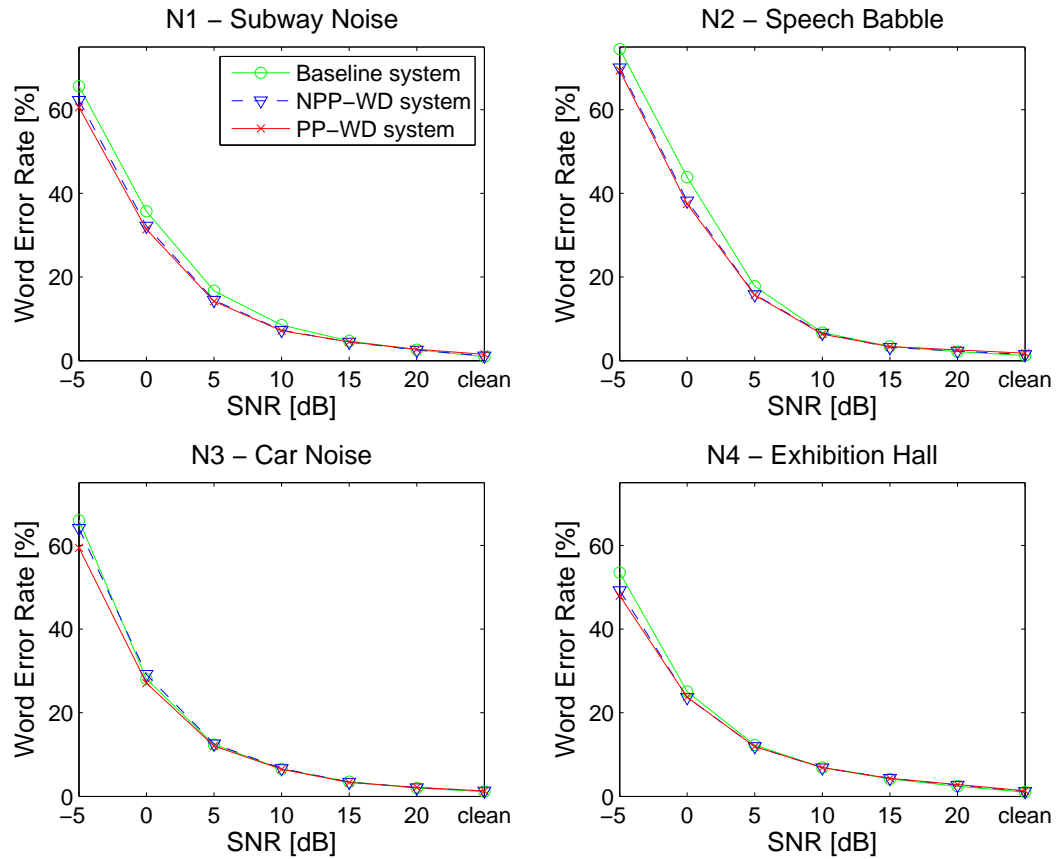 N1 − Subway Noise
Word Error Rate [%]
60
40
20
0
−5 0 5 10 15 20 clean
SNR [dB]
Baseline system
NPP−WD system
PP−WD system
N2 − Speech Babble
Word Error Rate [%]
60
40
20
0
−5 0 5 10 15 20 clean
SNR [dB]
N3 − Car Noise
Word Error Rate [%]
60
40
20
0
−5 0 5 10 15 20 clean
SNR [dB]
N4 − Exhibition Hall
Word Error Rate [%]
60
40
20
0
−5 0 5 10 15 20 clean
SNR [dB]